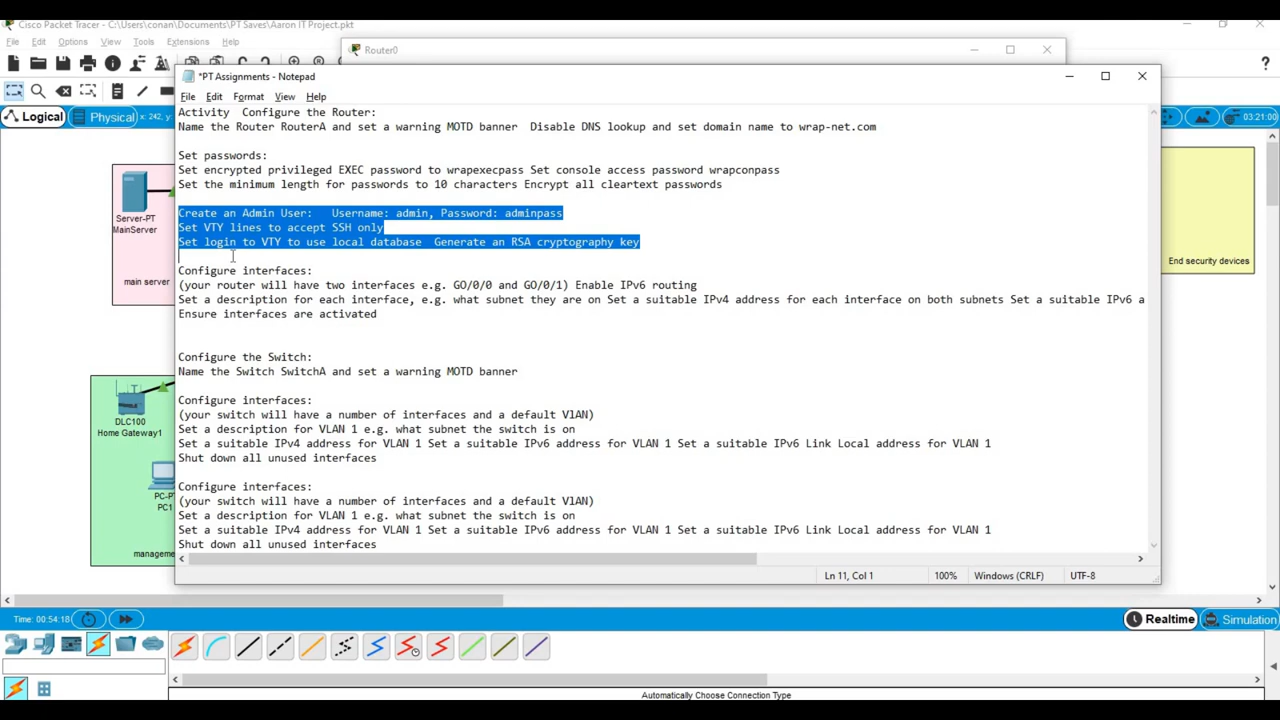 Cisco Packet Tracer - C:\Users\conan\Documents\PT Saves\Aaron IT Project.pkt
File Edit Options View Tools Extensions Help
Router0
Logical Physical x: 242, y: 03:21:00
*PT Assignments - Notepad
File Edit Format View Help
Activity  Configure the Router:
Name the Router RouterA and set a warning MOTD banner  Disable DNS lookup and set domain name to wrap-net.com
Set passwords:
Set encrypted privileged EXEC password to wrapexecpass Set console access password wrapconpass
Set the minimum length for passwords to 10 characters Encrypt all cleartext passwords
Create an Admin User:   Username: admin, Password: adminpass
Set VTY lines to accept SSH only
Set login to VTY to use local database  Generate an RSA cryptography key
Configure interfaces:
(your router will have two interfaces e.g. GO/0/0 and GO/0/1) Enable IPv6 routing
Set a description for each interface, e.g. what subnet they are on Set a suitable IPv4 address for each interface on both subnets Set a suitable IPv6 a
Ensure interfaces are activated
Configure the Switch:
Name the Switch SwitchA and set a warning MOTD banner
Configure interfaces:
(your switch will have a number of interfaces and a default VlAN)
Set a description for VLAN 1 e.g. what subnet the switch is on
Set a suitable IPv4 address for VLAN 1 Set a suitable IPv6 address for VLAN 1 Set a suitable IPv6 Link Local address for VLAN 1
Shut down all unused interfaces
Configure interfaces:
(your switch will have a number of interfaces and a default VlAN)
Set a description for VLAN 1 e.g. what subnet the switch is on
Set a suitable IPv4 address for VLAN 1 Set a suitable IPv6 address for VLAN 1 Set a suitable IPv6 Link Local address for VLAN 1
Shut down all unused interfaces
Ln 11, Col 1 100% Windows (CRLF) UTF-8
Server-PT
MainServer
main server
DLC100
Home Gateway1
PC-PT
PC1
manageme
End security devices
Time: 00:54:18
Realtime Simulation
Automatically Choose Connection Type